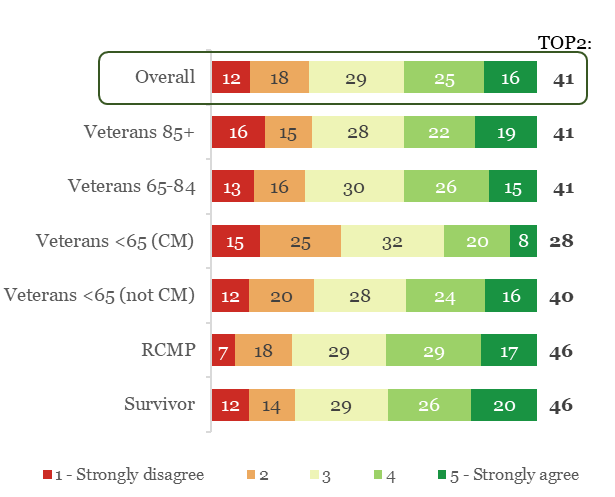 TOP2:
Overall 12 18 29 25 16 41
Veterans 85+ 16 15 28 22 19 41
Veterans 65-84 13 16 30 26 15 41
Veterans <65 (CM) 15 25 32 20 8 28
Veterans <65 (not CM) 12 20 28 24 16 40
RCMP 7 18 29 29 17 46
Survivor 12 14 29 26 20 46
1 - Strongly disagree 2 3 4 5 - Strongly agree